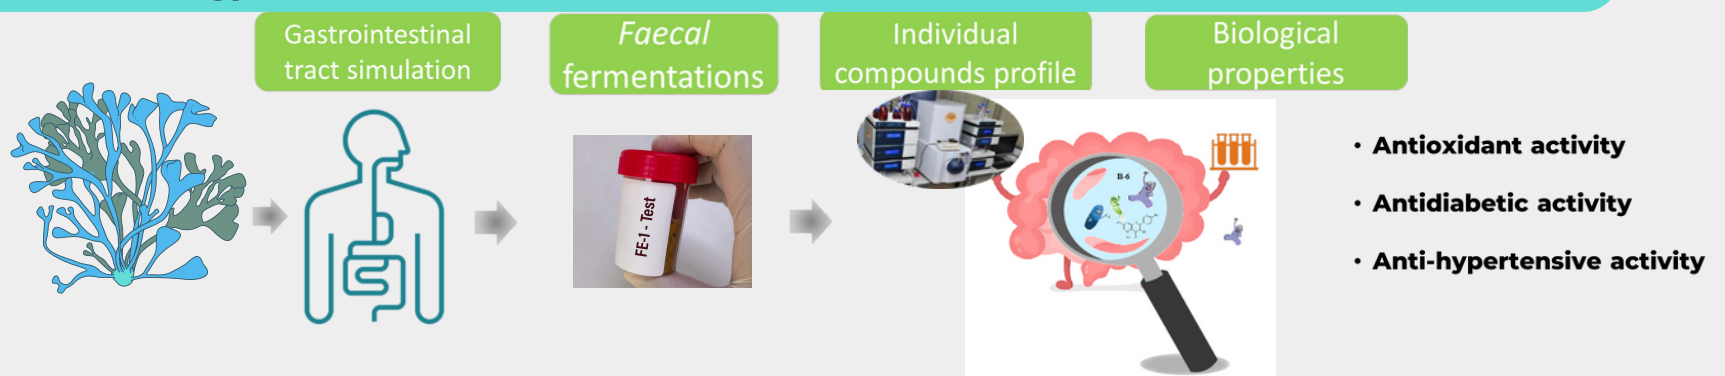 Gastrointestinal
tract simulation
Faecal
fermentations
Individual
compounds profile
Biological
properties
FE-1 - Test
B-6
• Antioxidant activity
• Antidiabetic activity
• Anti-hypertensive activity